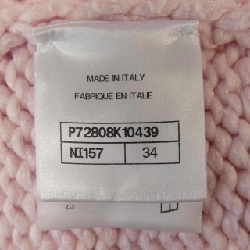 MADE IN ITALY
FABRIQUE EN ITALIE
P72808K10439
NI157 34